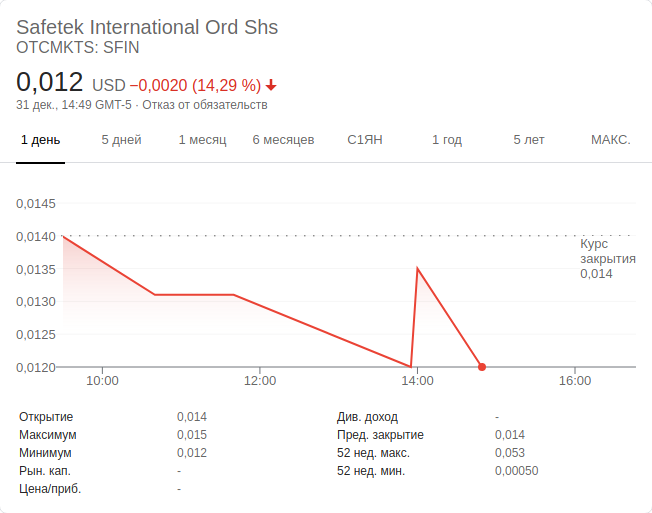 Safetek International Ord Shs
OTCMKTS: SFIN
0,012 USD −0,0020 (14,29 %)
31 дек., 14:49 GMT-5 · Отказ от обязательств
1 день 5 дней 1 месяц 6 месяцев С1ЯН 1 год 5 лет МАКС.
0,0145
0,0140
Курс
закрытия
0,014
0,0135
0,0130
0,0125
0,0120
10:00 12:00 14:00 16:00
Открытие 0,014 Див. доход -
Максимум 0,015 Пред. закрытие 0,014
Минимум 0,012 52 нед. макс. 0,053
Рын. кап. - 52 нед. мин. 0,00050
Цена/приб. -